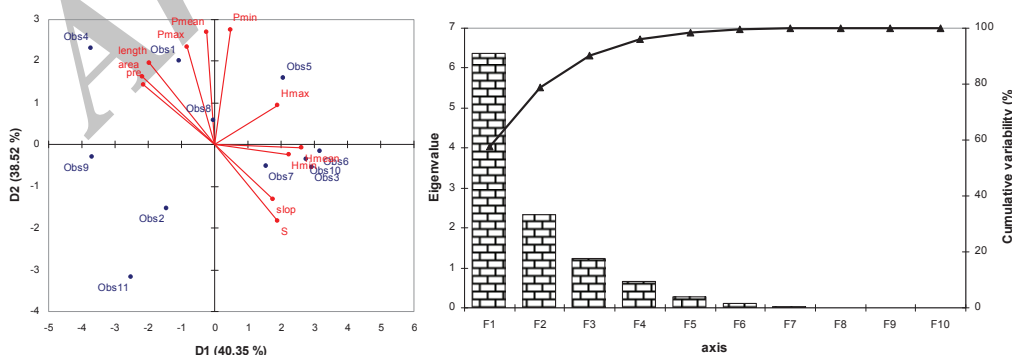 4
3
2
1
0
-1
-2
-3
-4
D2 (38.52 %)
-5 -4 -3 -2 -1 0 1 2 3 4 5 6
D1 (40.35 %)
Obs4
Pmean
Pmin
Pmax
length
Obs1
area
pre
Obs5
Hmax
Obs8
Obs9
Hmean
Obs6
Hmin
Obs10
Obs7
Obs3
slop
Obs2
S
Obs11
7
6
5
4
3
2
1
0
Eigenvalue
100
80
60
40
20
0
Cumulative variability (%
F1 F2 F3 F4 F5 F6 F7 F8 F9 F10
axis